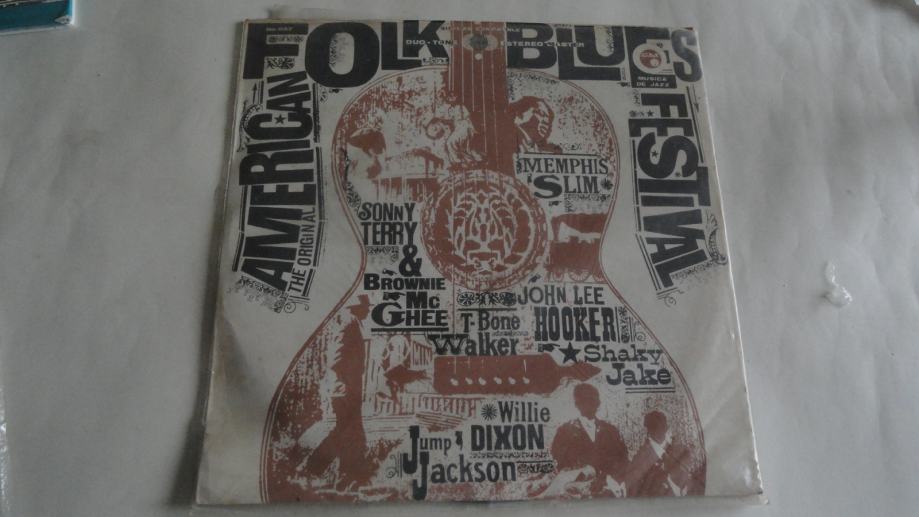 FOLK BLUES
DUO-TONE
MUSICA
DE JAZZ
AMERICAN
THE ORIGINAL
FESTIVAL
MEMPHIS
SLIM
SONNY
TERRY
&
BROWNIE
Mc
GHEE
JOHN LEE
HOOKER
T-Bone
Walker
Shaky
Jake
Willie
DIXON
Jump
Jackson